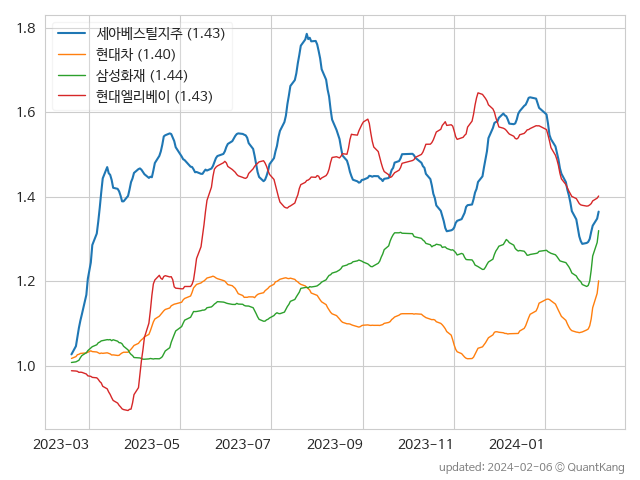 세아베스틸지주 (1.43)
현대차 (1.40)
삼성화재 (1.44)
현대엘리베이 (1.43)
1.8
1.6
1.4
1.2
1.0
2023-03 2023-05 2023-07 2023-09 2023-11 2024-01
updated: 2024-02-06 © QuantKang